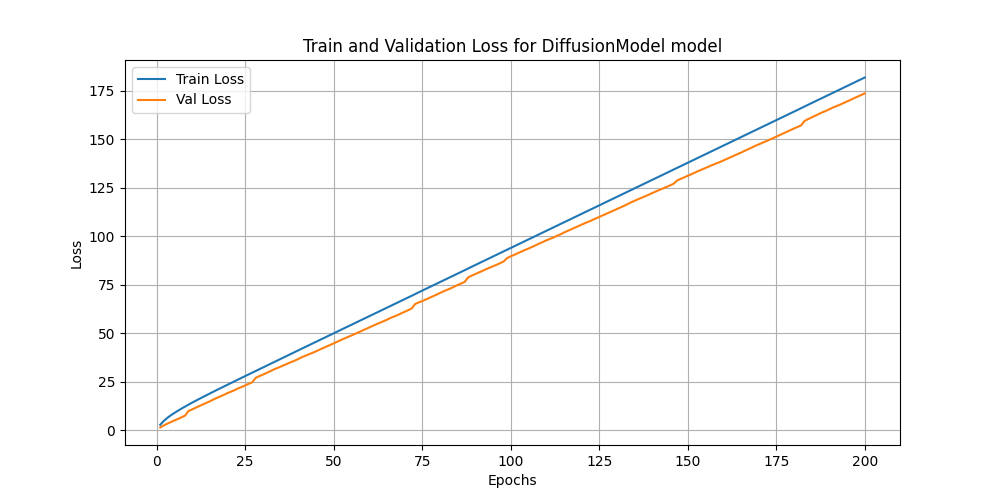 Train and Validation Loss for DiffusionModel model
Train Loss
Val Loss
Loss
175
150
125
100
75
50
25
0
0 25 50 75 100 125 150 175 200
Epochs